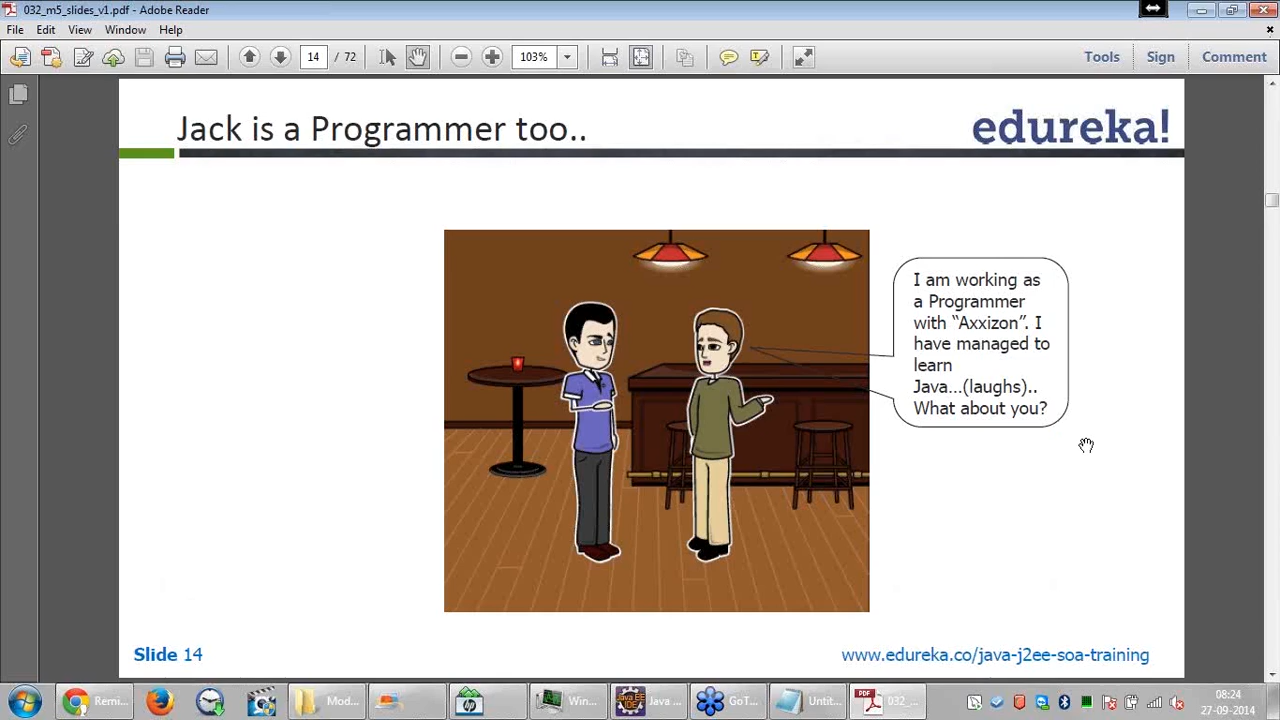 032_m5_slides_v1.pdf - Adobe Reader
File Edit View Window Help
14 / 72 103% Tools Sign Comment
Jack is a Programmer too..
edureka!
I am working as
a Programmer
with “Axxizon”. I
have managed to
learn
Java...(laughs)..
What about you?
Slide 14
www.edureka.co/java-j2ee-soa-training
Remi... Mod... Win... Java EE IDE Java ... GoT... Untit... PDF 032_...
08:24
27-09-2014